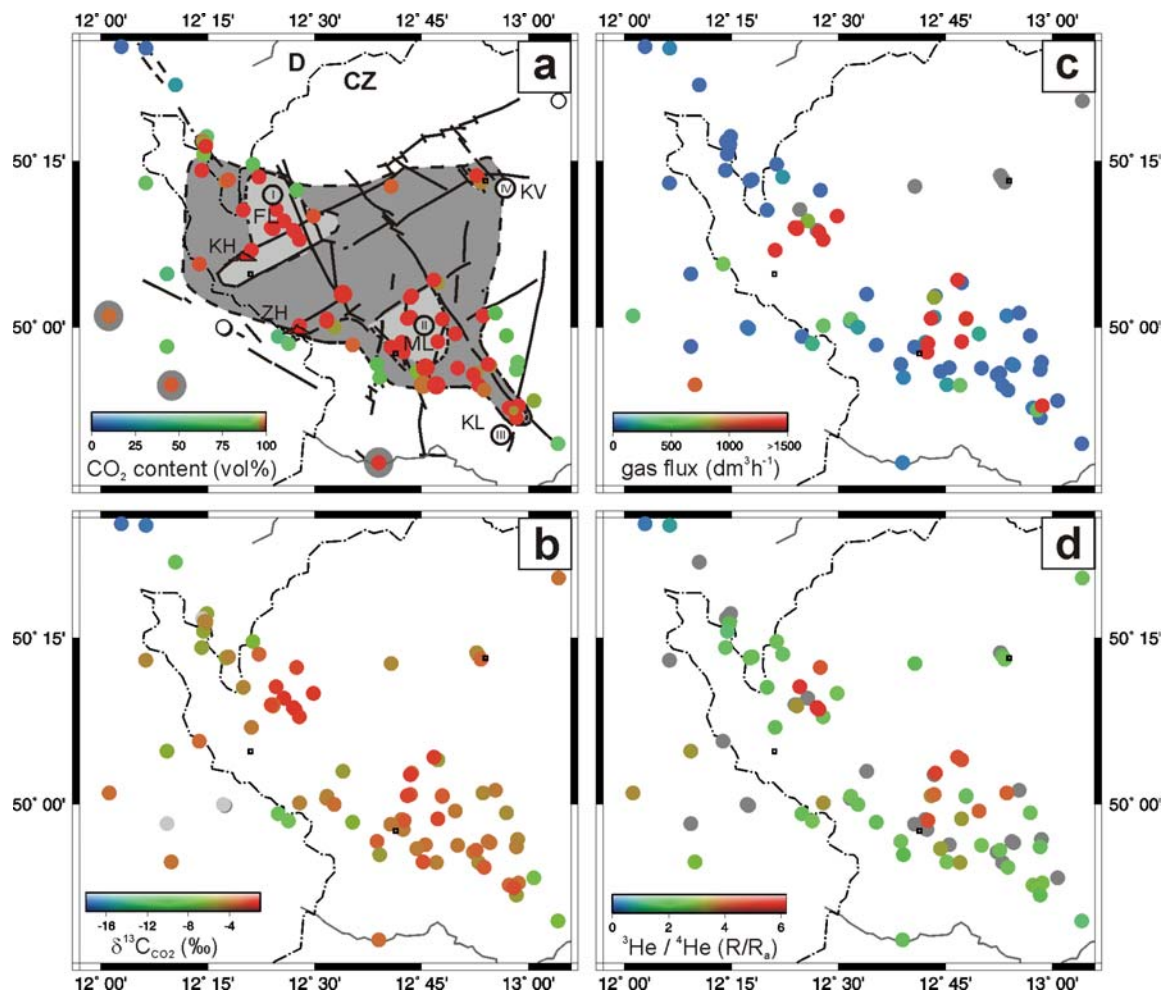 12° 00' 12° 15' 12° 30' 12° 45' 13° 00' 12° 00' 12° 15' 12° 30' 12° 45' 13° 00'
D
CZ
a
c
50° 15'
50° 15'
I
IV
KV
FL
KH
ZH
50° 00'
50° 00'
II
ML
KL
III
0 25 50 75 100
CO₂ content (vol%)
0 500 1000 >1500
gas flux (dm³h⁻¹)
b
d
50° 15'
50° 15'
50° 00'
50° 00'
-16 -12 -8 -4
δ¹³C_CO2 (‰)
0 2 4 6
³He / ⁴He (R/Rₐ)
12° 00' 12° 15' 12° 30' 12° 45' 13° 00' 12° 00' 12° 15' 12° 30' 12° 45' 13° 00'